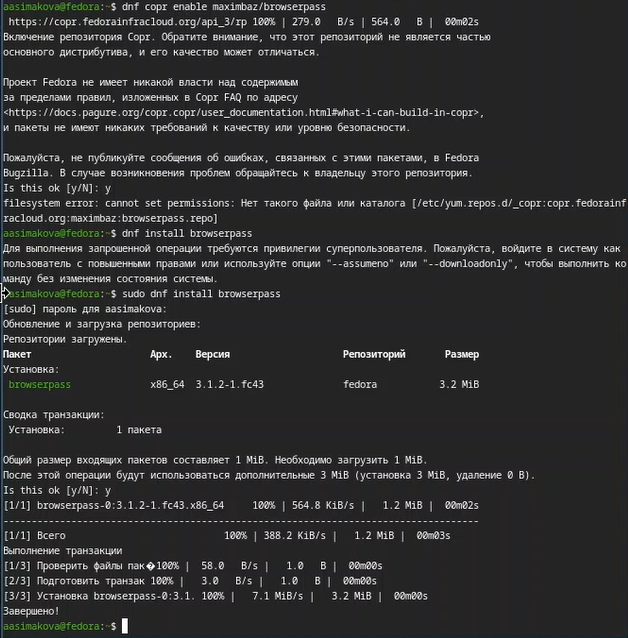 aasimakova@fedora:~$ dnf copr enable maximbaz/browserpass
https://copr.fedorainfracloud.org/api_3/rp 100% | 279.0 B/s | 564.0 B | 00m02s
Включение репозитория Copr. Обратите внимание, что этот репозиторий не является частью
основного дистрибутива, и его качество может отличаться.
Проект Fedora не имеет никакой власти над содержимым
за пределами правил, изложенных в Copr FAQ по адресу
<https://docs.pagure.org/copr.copr/user_documentation.html#what-i-can-build-in-copr>,
и пакеты не имеют никаких требований к качеству или уровню безопасности.
Пожалуйста, не публикуйте сообщения об ошибках, связанных с этими пакетами, в Fedora
Bugzilla. В случае возникновения проблем обращайтесь к владельцу этого репозитория.
Is this ok [y/N]: y
filesystem error: cannot set permissions: Нет такого файла или каталога [/etc/yum.repos.d/_copr:copr.fedorainf
racloud.org:maximbaz:browserpass.repo]
aasimakova@fedora:~$ dnf install browserpass
Для выполнения запрошенной операции требуются привилегии суперпользователя. Пожалуйста, войдите в систему как
пользователь с повышенными правами или используйте опции "--assumeno" или "--downloadonly", чтобы выполнить ко
манду без изменения состояния системы.
aasimakova@fedora:~$ sudo dnf install browserpass
[sudo] пароль для aasimakova:
Обновление и загрузка репозиториев:
Репозитории загружены.
Пакет Арх. Версия Репозиторий Размер
Установка:
browserpass x86_64 3.1.2-1.fc43 fedora 3.2 MiB
Сводка транзакции:
Установка: 1 пакета
Общий размер входящих пакетов составляет 1 MiB. Необходимо загрузить 1 MiB.
После этой операции будут использоваться дополнительные 3 MiB (установка 3 MiB, удаление 0 B).
Is this ok [y/N]: y
[1/1] browserpass-0:3.1.2-1.fc43.x86_64 100% | 564.8 KiB/s | 1.2 MiB | 00m02s
--------------------------------------------------------------------------------
[1/1] Всего 100% | 388.2 KiB/s | 1.2 MiB | 00m03s
Выполнение транзакции
[1/3] Проверить файлы пак�100% | 58.0 B/s | 1.0 B | 00m00s
[2/3] Подготовить транзак 100% | 3.0 B/s | 1.0 B | 00m00s
[3/3] Установка browserpass-0:3.1. 100% | 7.1 MiB/s | 3.2 MiB | 00m00s
Завершено!
aasimakova@fedora:~$